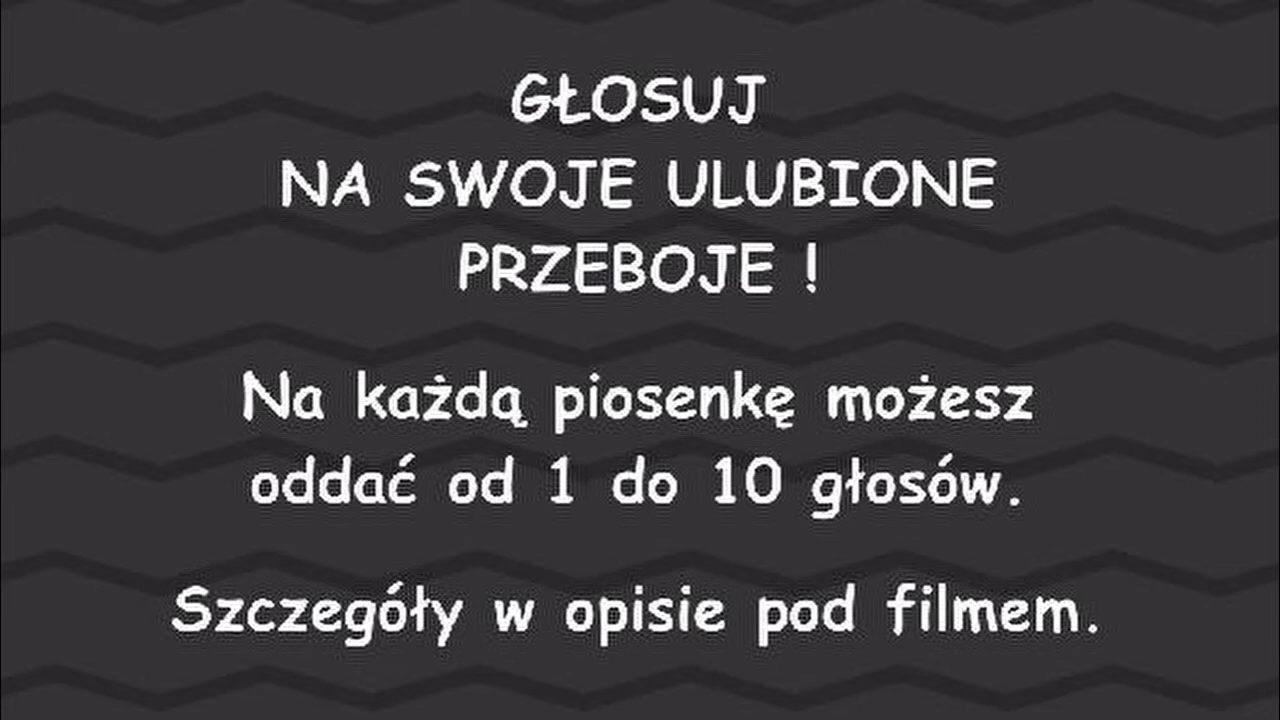 GŁOSUJ
NA SWOJE ULUBIONE
PRZEBOJE !
Na każdą piosenkę możesz
oddać od 1 do 10 głosów.
Szczegóły w opisie pod filmem.